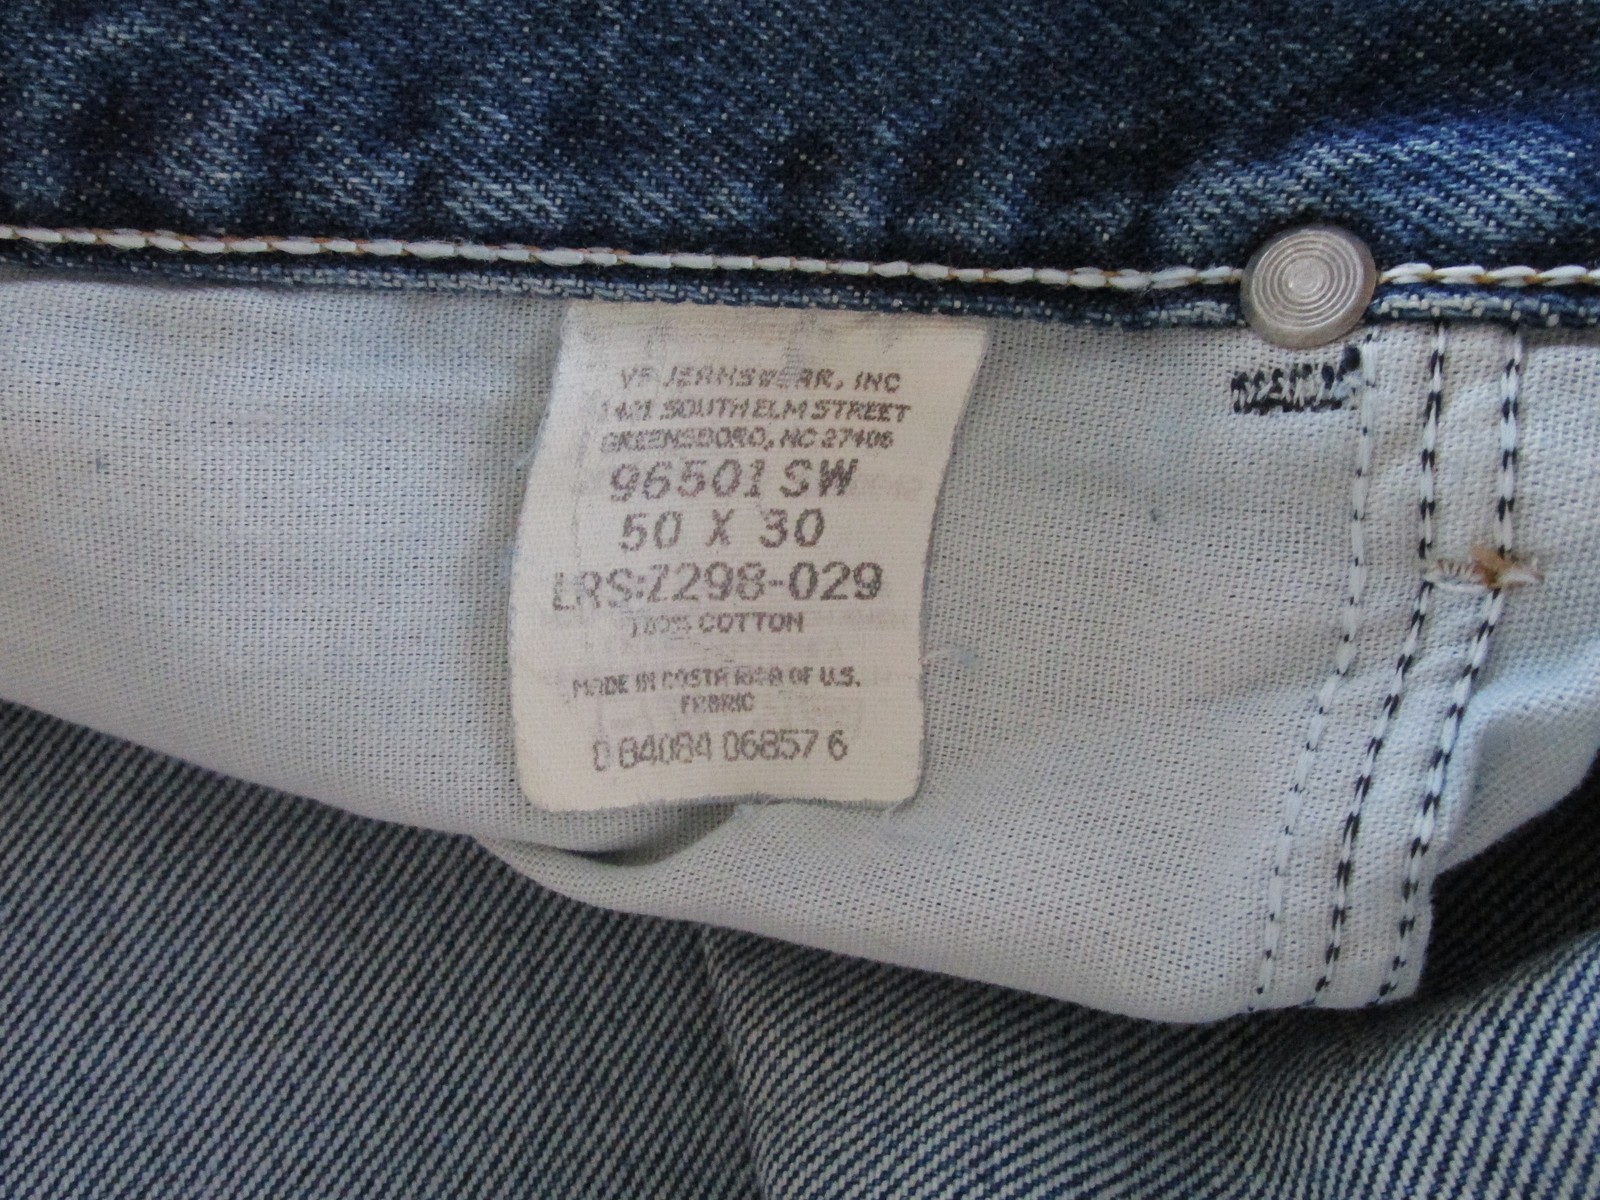 VF JEANSWEAR, INC
1421 SOUTH ELM STREET
GREENSBORO, NC 27406
96501 SW
50 X 30
LRS:Z298-029
100% COTTON
MADE IN COSTA RICA OF U.S.
FABRIC
0 84084 06857 6